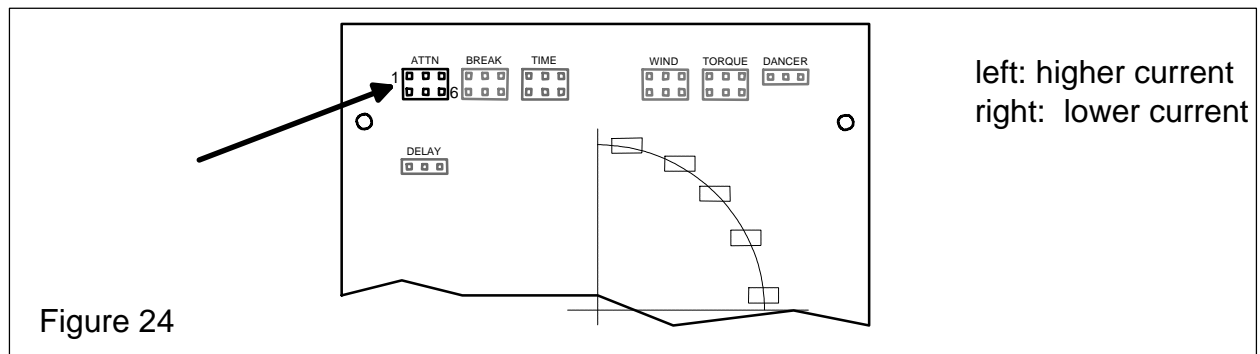 ATTN BREAK TIME WIND TORQUE DANCER
1
6
DELAY
left: higher current
right: lower current
Figure 24